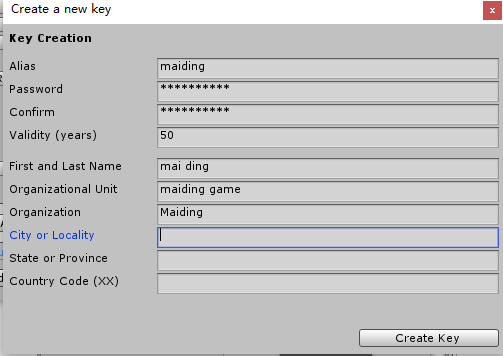 Create a new key
x
Key Creation
Alias maiding
Password **********
Confirm **********
Validity (years) 50
First and Last Name mai ding
Organizational Unit maiding game
Organization Maiding
City or Locality
State or Province
Country Code (XX)
Create Key